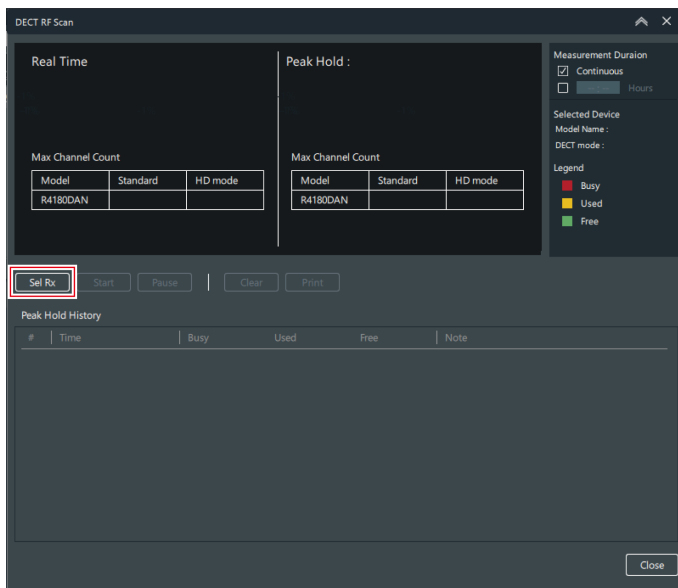 DECT RF Scan
Real Time
Max Channel Count
Model Standard HD mode
R4180DAN
Peak Hold :
Max Channel Count
Model Standard HD mode
R4180DAN
Measurement Duraion
Continuous
Hours
Selected Device
Model Name :
DECT mode :
Legend
Busy
Used
Free
Sel Rx Start Pause Clear Print
Peak Hold History
# Time Busy Used Free Note
Close